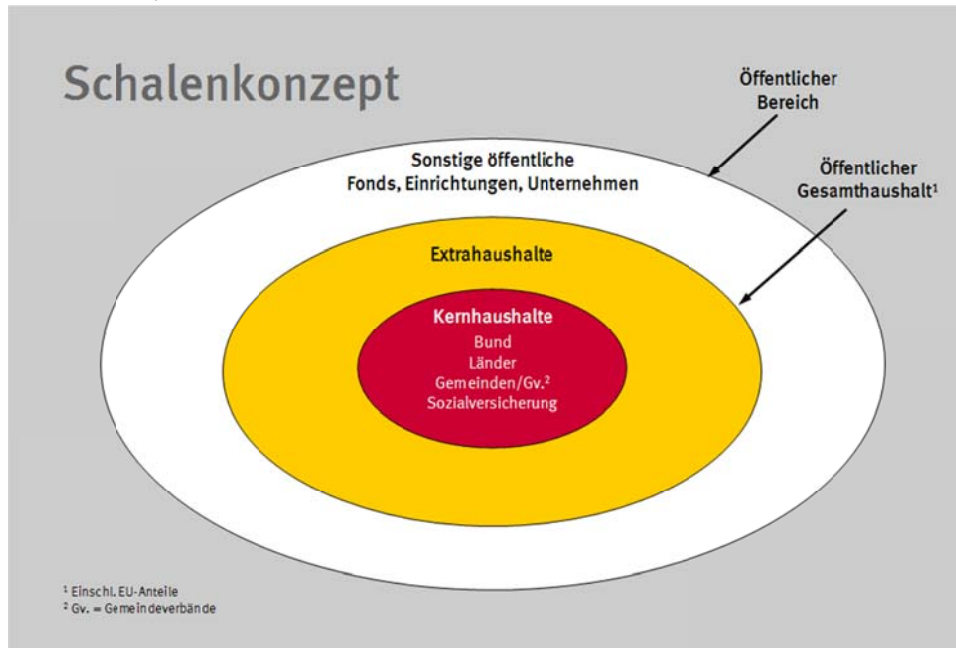 Schalenkonzept
Öffentlicher
Bereich
Öffentlicher
Gesamthaushalt¹
Sonstige öffentliche
Fonds, Einrichtungen, Unternehmen
Extrahaushalte
Kernhaushalte
Bund
Länder
Gemeinden/Gv.²
Sozialversicherung
¹ Einschl. EU-Anteile
² Gv. = Gemeindeverbände